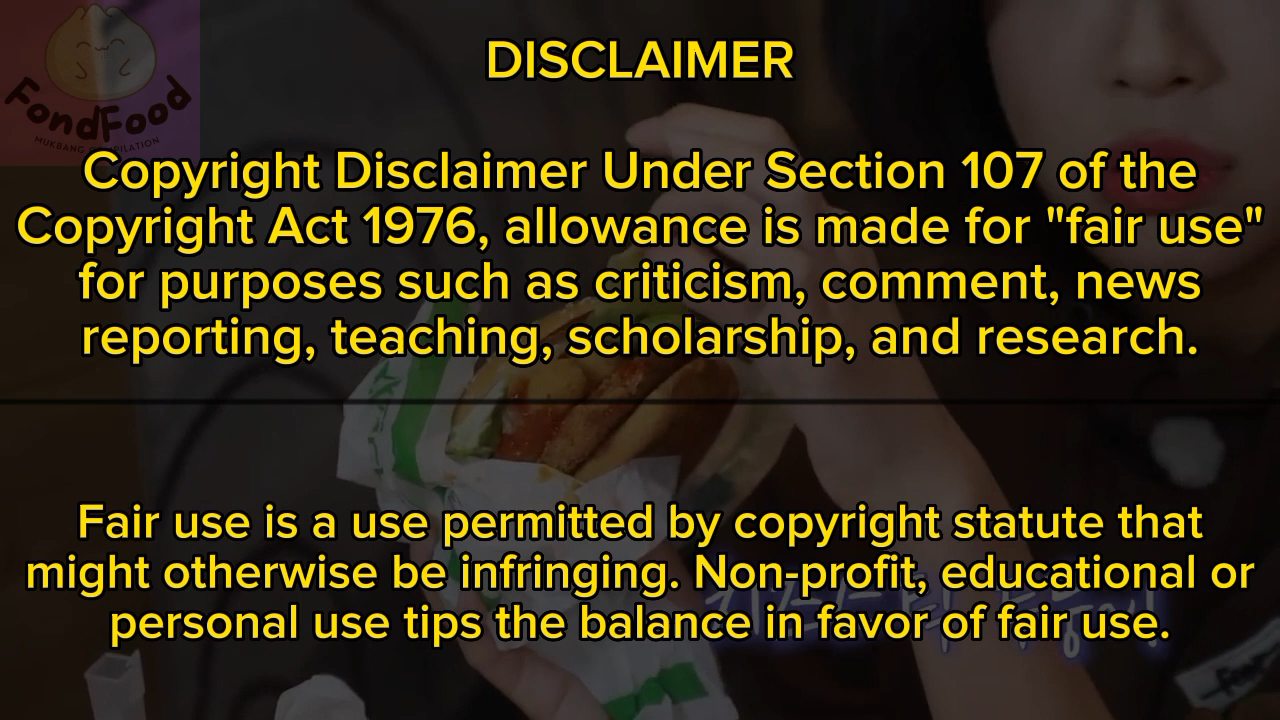 FondFood
MUKBANG COMPILATION
DISCLAIMER
Copyright Disclaimer Under Section 107 of the
Copyright Act 1976, allowance is made for "fair use"
for purposes such as criticism, comment, news
reporting, teaching, scholarship, and research.
Fair use is a use permitted by copyright statute that
might otherwise be infringing. Non-profit, educational or
personal use tips the balance in favor of fair use.